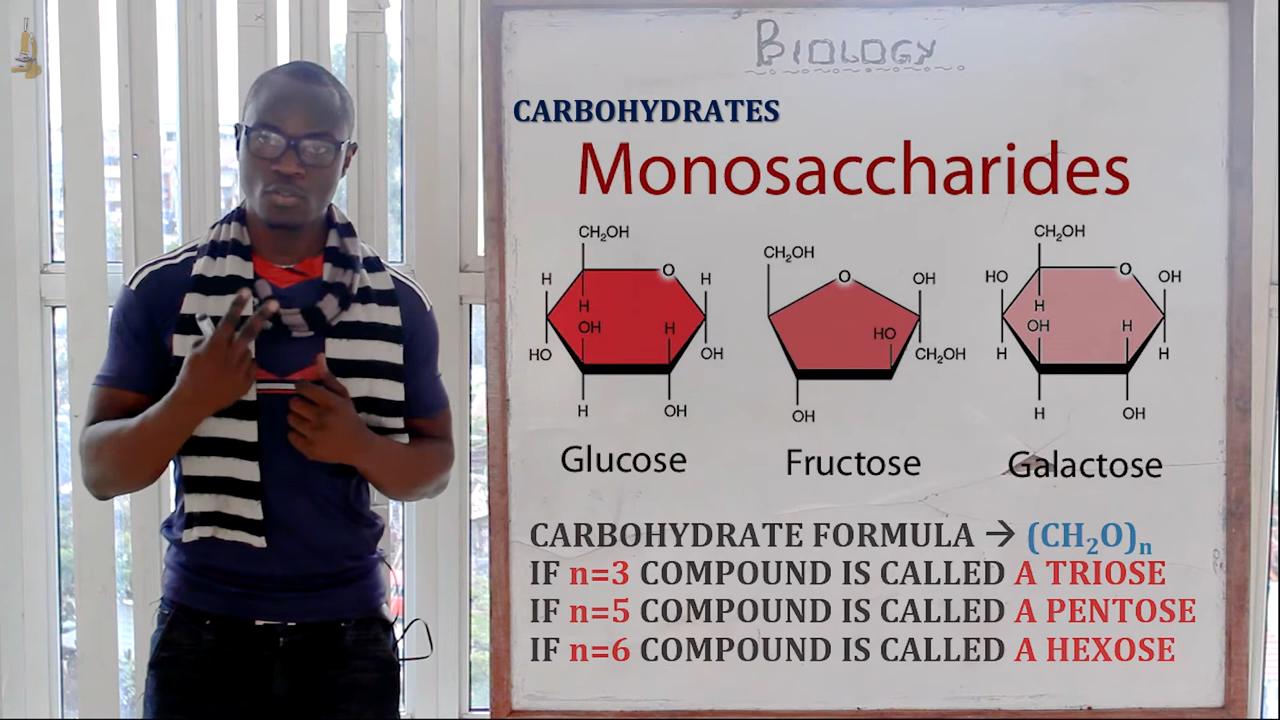 BIOLOGY
CARBOHYDRATES
Monosaccharides
CH₂OH
O
H
H
H
OH
H
HO
OH
H
OH
Glucose
CH₂OH
O
OH
HO
CH₂OH
OH
Fructose
CH₂OH
HO
O
OH
H
OH
H
H
H
H
OH
Galactose
CARBOHYDRATE FORMULA → (CH₂O)ₙ
IF n=3 COMPOUND IS CALLED A TRIOSE
IF n=5 COMPOUND IS CALLED A PENTOSE
IF n=6 COMPOUND IS CALLED A HEXOSE